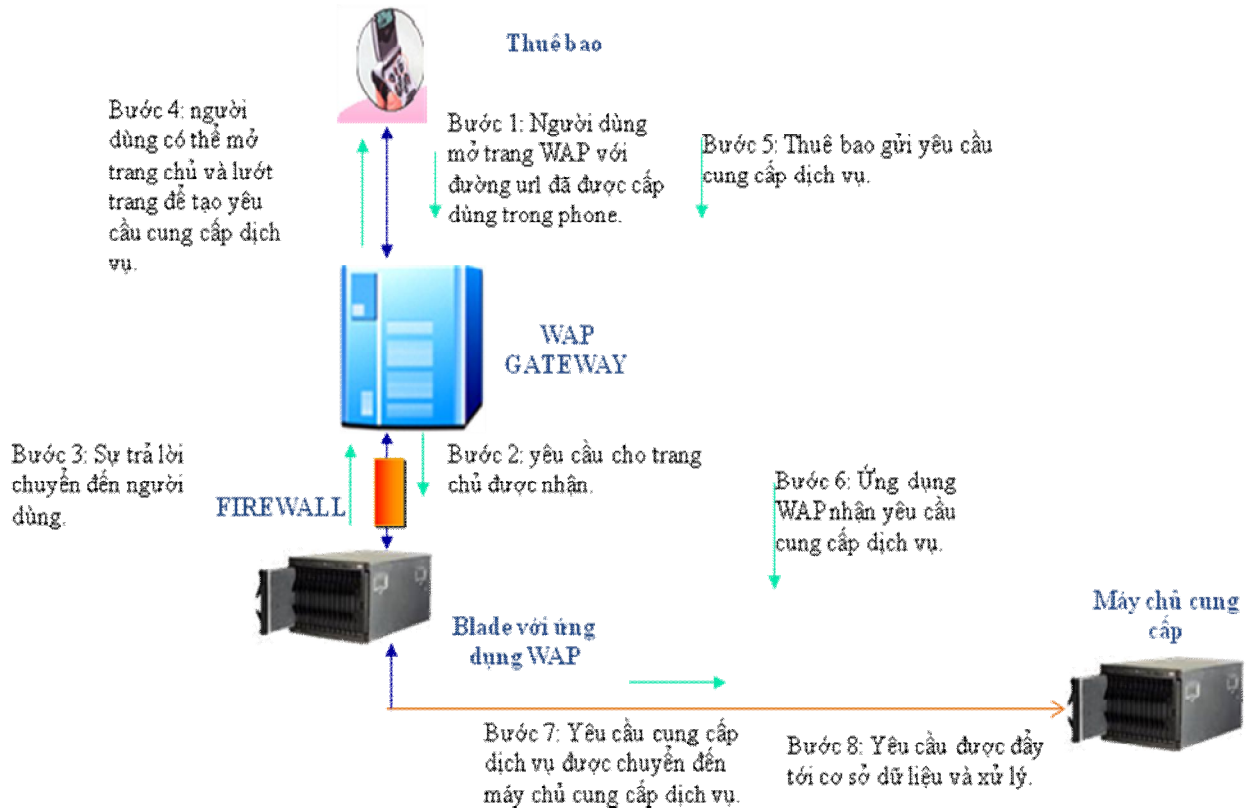 Thuê bao
Bước 4: người
dùng có thể mở
trang chủ và lướt
trang để tạo yêu
cầu cung cấp dịch
vụ.
Bước 1: Người dùng
mở trang WAP với
đường url đã được cấp
dùng trong phone.
Bước 5: Thuê bao gửi yêu cầu
cung cấp dịch vụ.
WAP
GATEWAY
Bước 3: Sự trả lời
chuyển đến người
dùng.
FIREWALL
Bước 2: yêu cầu cho trang
chủ được nhận.
Bước 6: Ứng dụng
WAP nhận yêu cầu
cung cấp dịch vụ.
Blade với ứng
dụng WAP
Máy chủ cung
cấp
Bước 7: Yêu cầu cung cấp
dịch vụ được chuyển đến
máy chủ cung cấp dịch vụ.
Bước 8: Yêu cầu được đẩy
tới cơ sở dữ liệu và xử lý.